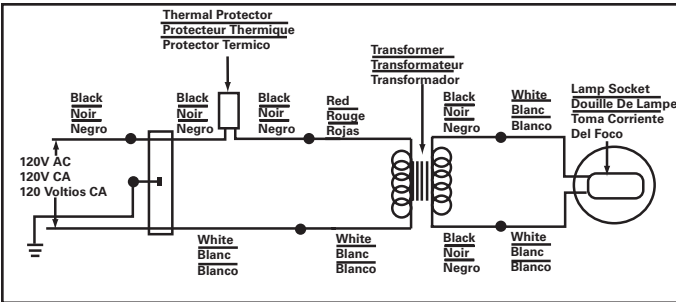 Thermal Protector
Protecteur Thermique
Protector Termico
Transformer
Transformateur
Transformador
Lamp Socket
Douille De Lampe
Toma Corriente
Del Foco
Black
Noir
Negro
Black
Noir
Negro
Black
Noir
Negro
Red
Rouge
Rojas
Black
Noir
Negro
White
Blanc
Blanco
120V AC
120V CA
120 Voltios CA
White
Blanc
Blanco
White
Blanc
Blanco
Black
Noir
Negro
White
Blanc
Blanco